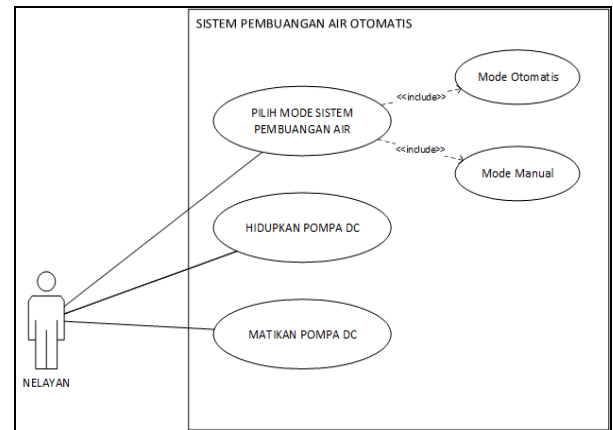 SISTEM PEMBUANGAN AIR OTOMATIS
Mode Otomatis
<<include>>
PILIH MODE SISTEM
PEMBUANGAN AIR
<<include>>
Mode Manual
HIDUPKAN POMPA DC
MATIKAN POMPA DC
NELAYAN